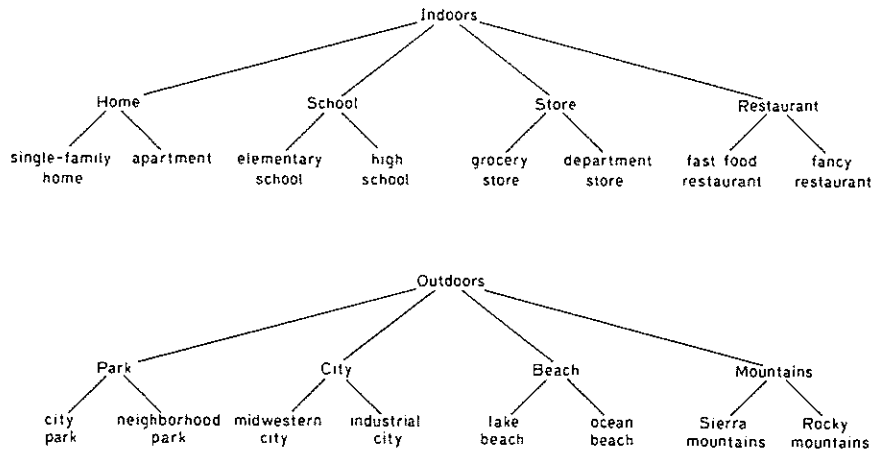 Indoors
Home School Store Restaurant
single-family apartment elementary high grocery department fast food fancy
home school school store store restaurant restaurant
Outdoors
Park City Beach Mountains
city neighborhood midwestern industrial lake ocean Sierra Rocky
park park city city beach beach mountains mountains